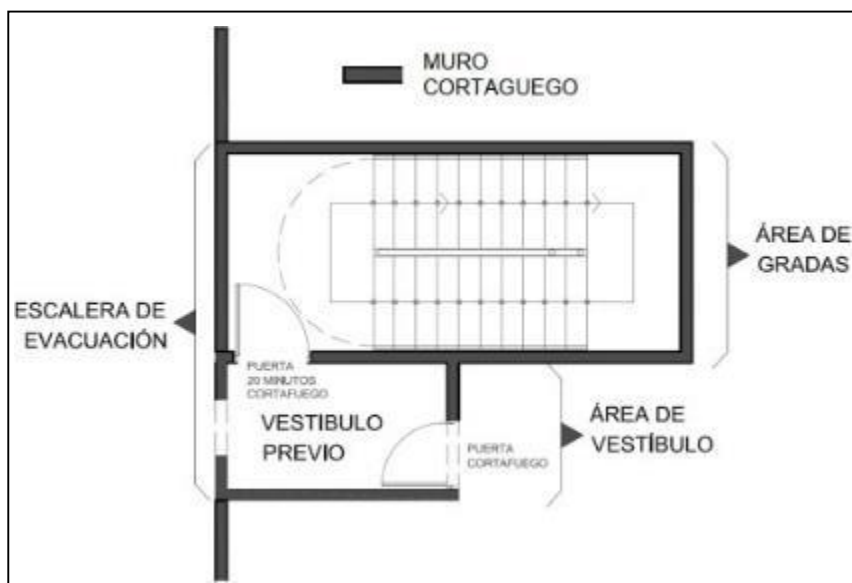 MURO
CORTAGUEGO
ÁREA DE
GRADAS
ESCALERA DE
EVACUACIÓN
PUERTA
20 MINUTOS
CORTAFUEGO
VESTIBULO
PREVIO
PUERTA
CORTAFUEGO
ÁREA DE
VESTÍBULO